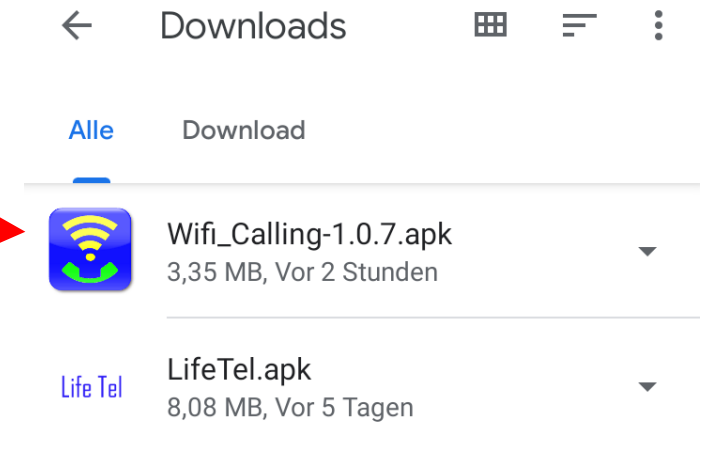 Downloads
Alle Download
Wifi_Calling-1.0.7.apk
3,35 MB, Vor 2 Stunden
Life Tel
LifeTel.apk
8,08 MB, Vor 5 Tagen